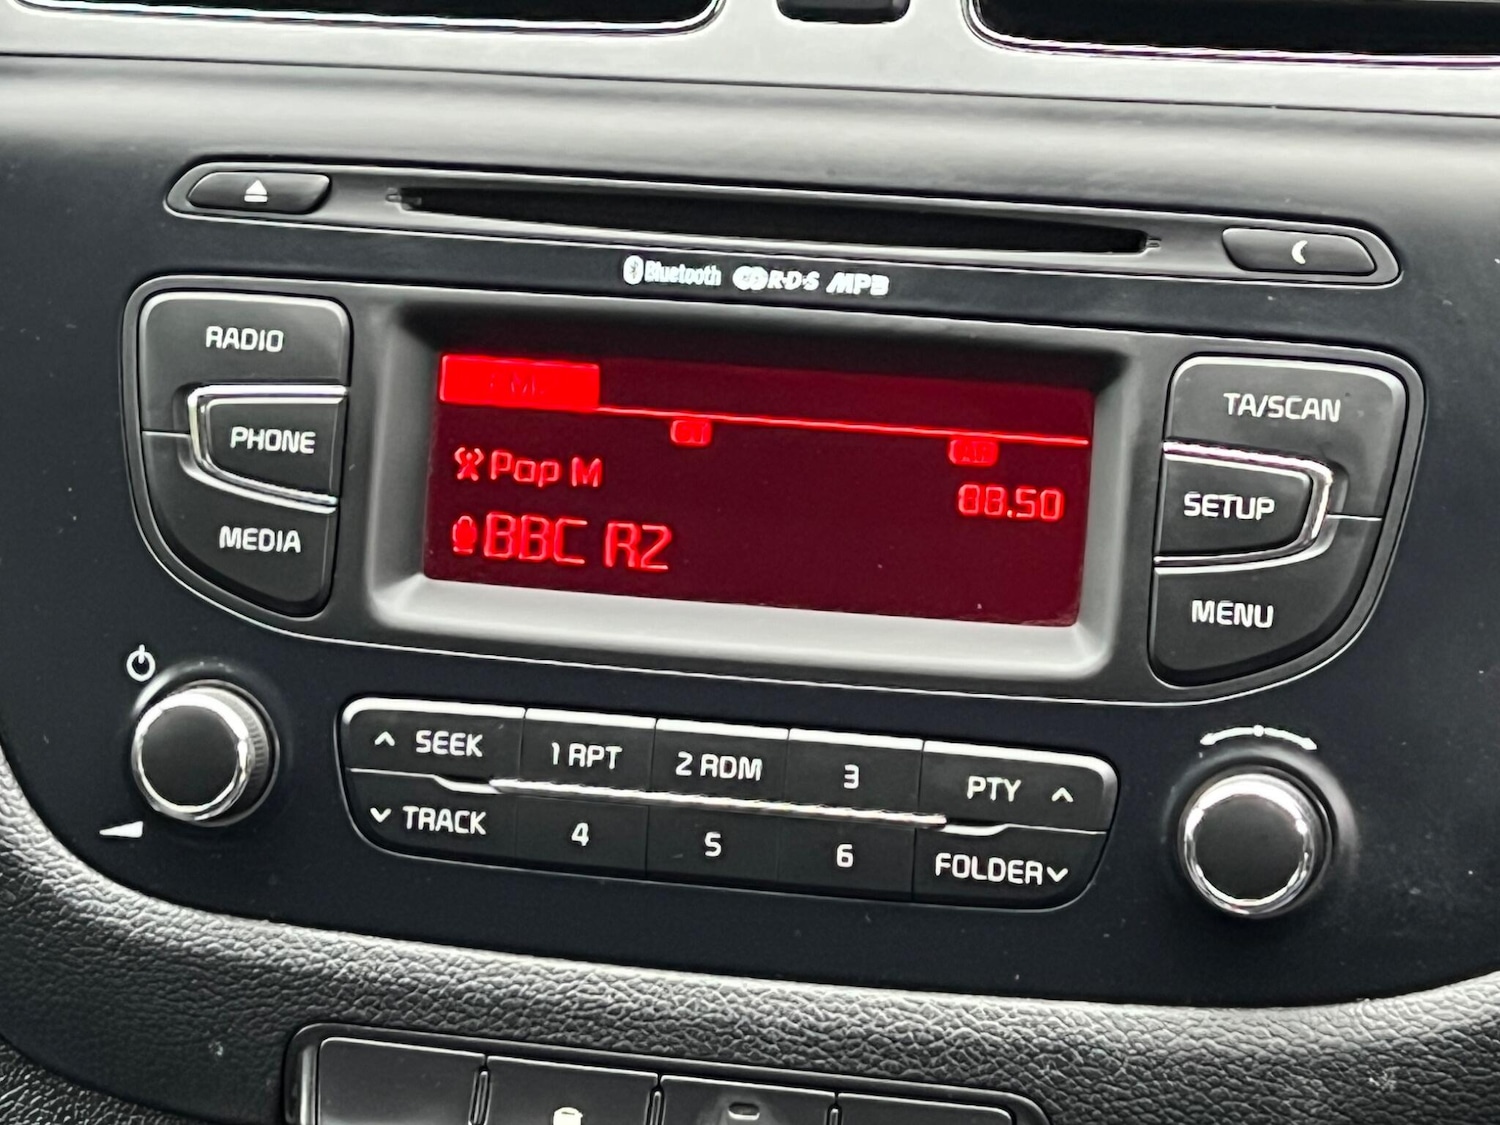 Bluetooth CD R·D·S MP3
RADIO
PHONE
MEDIA
Pop M
88.50
BBC R2
TA/SCAN
SETUP
MENU
SEEK
1 RPT
2 RDM
3
PTY
TRACK
4
5
6
FOLDER